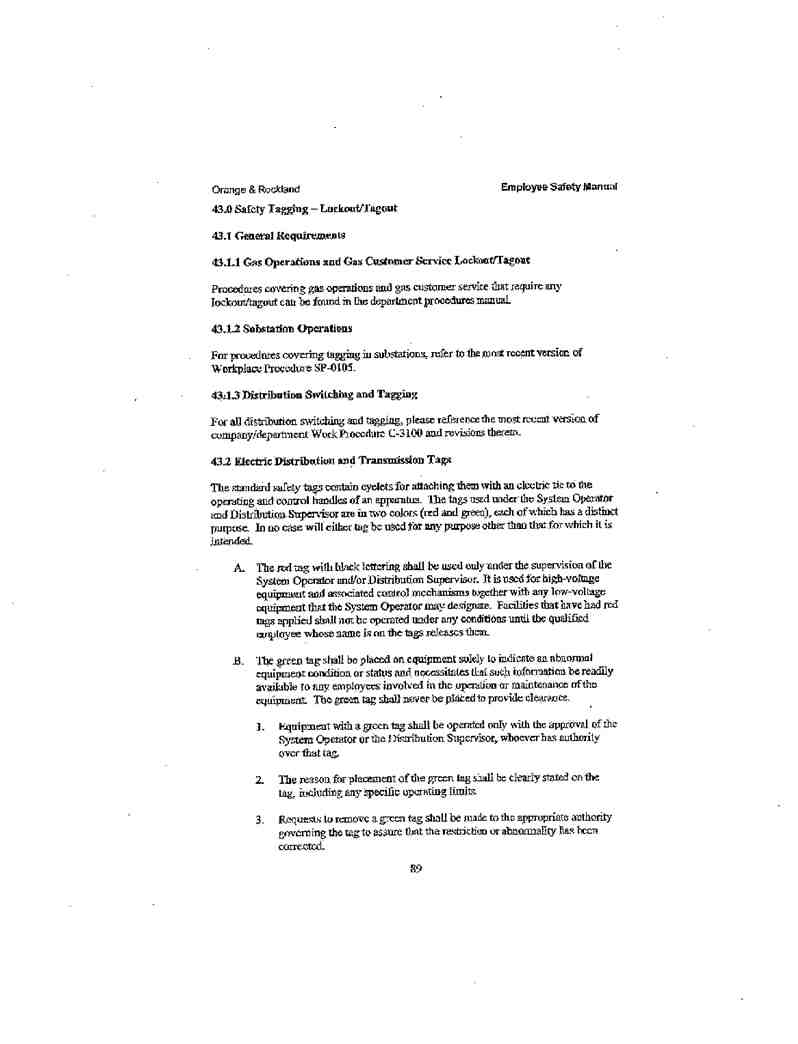 Orange & Rockland
Employee Safety Manual
43.0 Safety Tagging – Lockout/Tagout
43.1 General Requirements
43.1.1 Gas Operations and Gas Customer Service Lockout/Tagout
Procedures covering gas operations and gas customer service that require any
lockout/tagout can be found in the department procedures manual.
43.1.2 Substation Operations
For procedures covering tagging in substations, refer to the most recent version of
Workplace Procedure SP-0105.
43.1.3 Distribution Switching and Tagging
For all distribution switching and tagging, please reference the most recent version of
company/department Work Procedure C-3100 and revisions thereto.
43.2 Electric Distribution and Transmission Tags
The standard safety tags contain eyelets for attaching them with an electric tie to the
operating and control handles of an apparatus. The tags used under the System Operator
and Distribution Supervisor are in two colors (red and green), each of which has a distinct
purpose. In no case will either tag be used for any purpose other than that for which it is
intended.
A. The red tag with black lettering shall be used only under the supervision of the
System Operator and/or Distribution Supervisor. It is used for high-voltage
equipment and associated control mechanisms together with any low-voltage
equipment that the System Operator may designate. Facilities that have had red
tags applied shall not be operated under any conditions until the qualified
employee whose name is on the tags releases them.
B. The green tag shall be placed on equipment solely to indicate an abnormal
equipment condition or status and necessitates that such information be readily
available to any employees involved in the operation or maintenance of the
equipment. The green tag shall never be placed to provide clearance.
1. Equipment with a green tag shall be operated only with the approval of the
System Operator or the Distribution Supervisor, whoever has authority
over that tag.
2. The reason for placement of the green tag shall be clearly stated on the
tag, including any specific operating limits.
3. Requests to remove a green tag shall be made to the appropriate authority
governing the tag to assure that the restriction or abnormality has been
corrected.
89